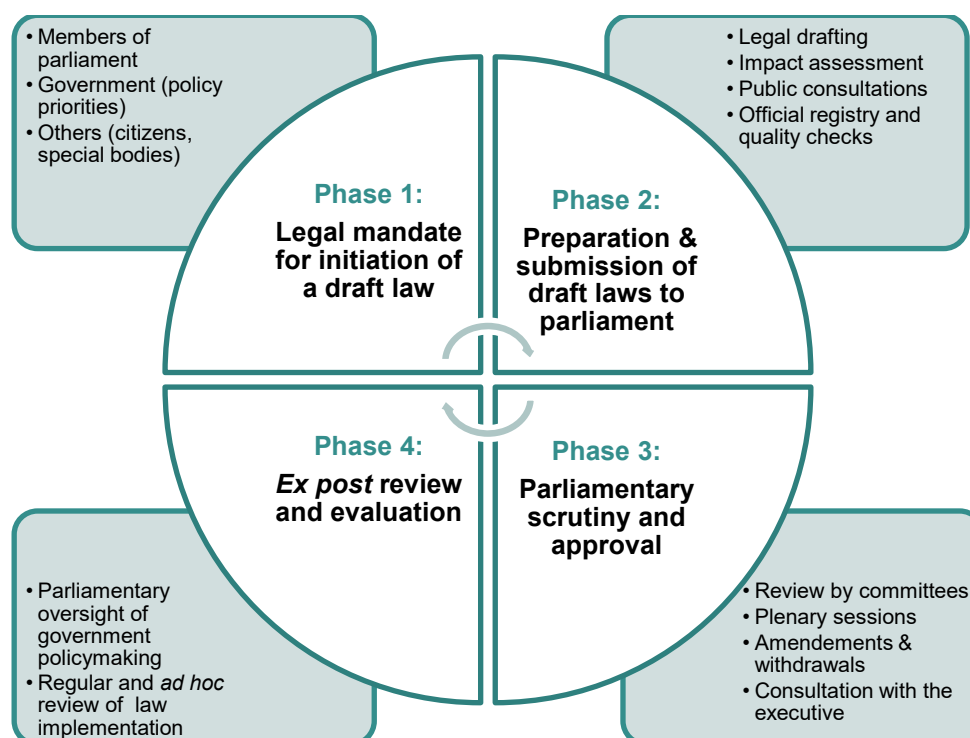 • Members of
parliament
• Government (policy
priorities)
• Others (citizens,
special bodies)
• Legal drafting
• Impact assessment
• Public consultations
• Official registry and
quality checks
Phase 1:
Legal mandate
for initiation of
a draft law
Phase 2:
Preparation &
submission of
draft laws to
parliament
Phase 4:
Ex post review
and evaluation
Phase 3:
Parliamentary
scrutiny and
approval
• Parliamentary
oversight of
government
policymaking
• Regular and ad hoc
review of law
implementation
• Review by committees
• Plenary sessions
• Amendements &
withdrawals
• Consultation with the
executive